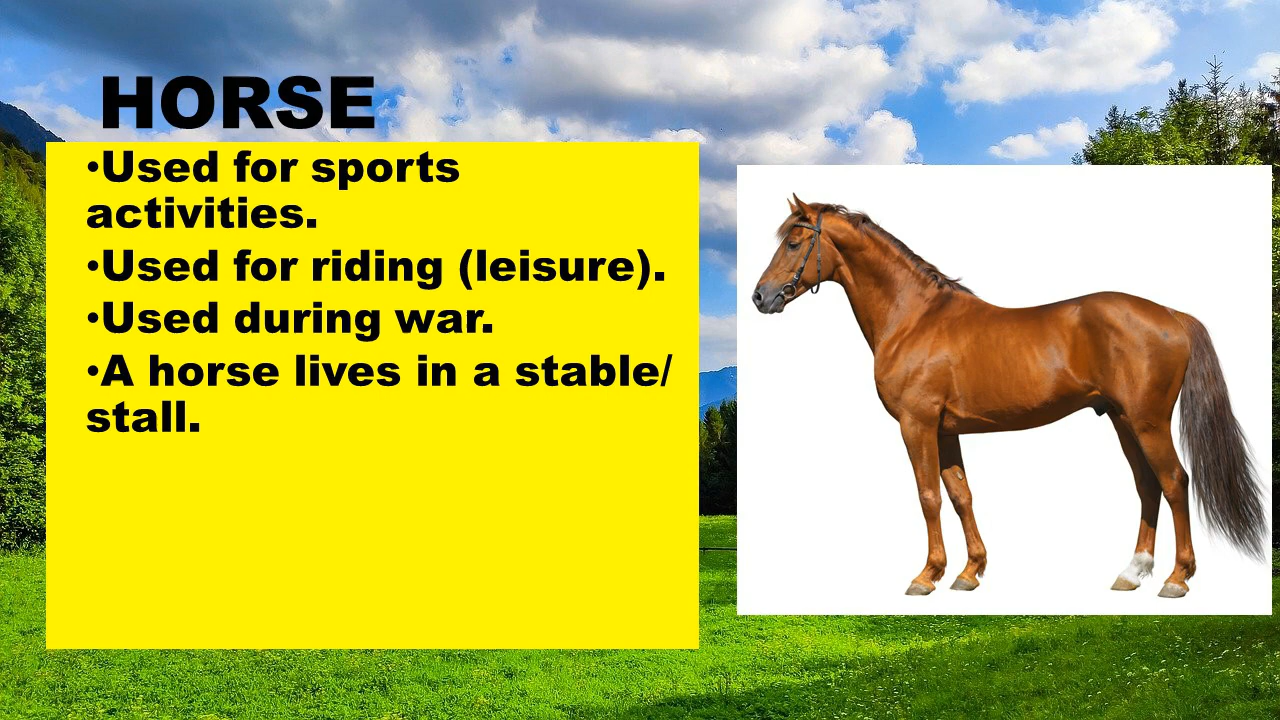 HORSE
•Used for sports
activities.
•Used for riding (leisure).
•Used during war.
•A horse lives in a stable/
stall.